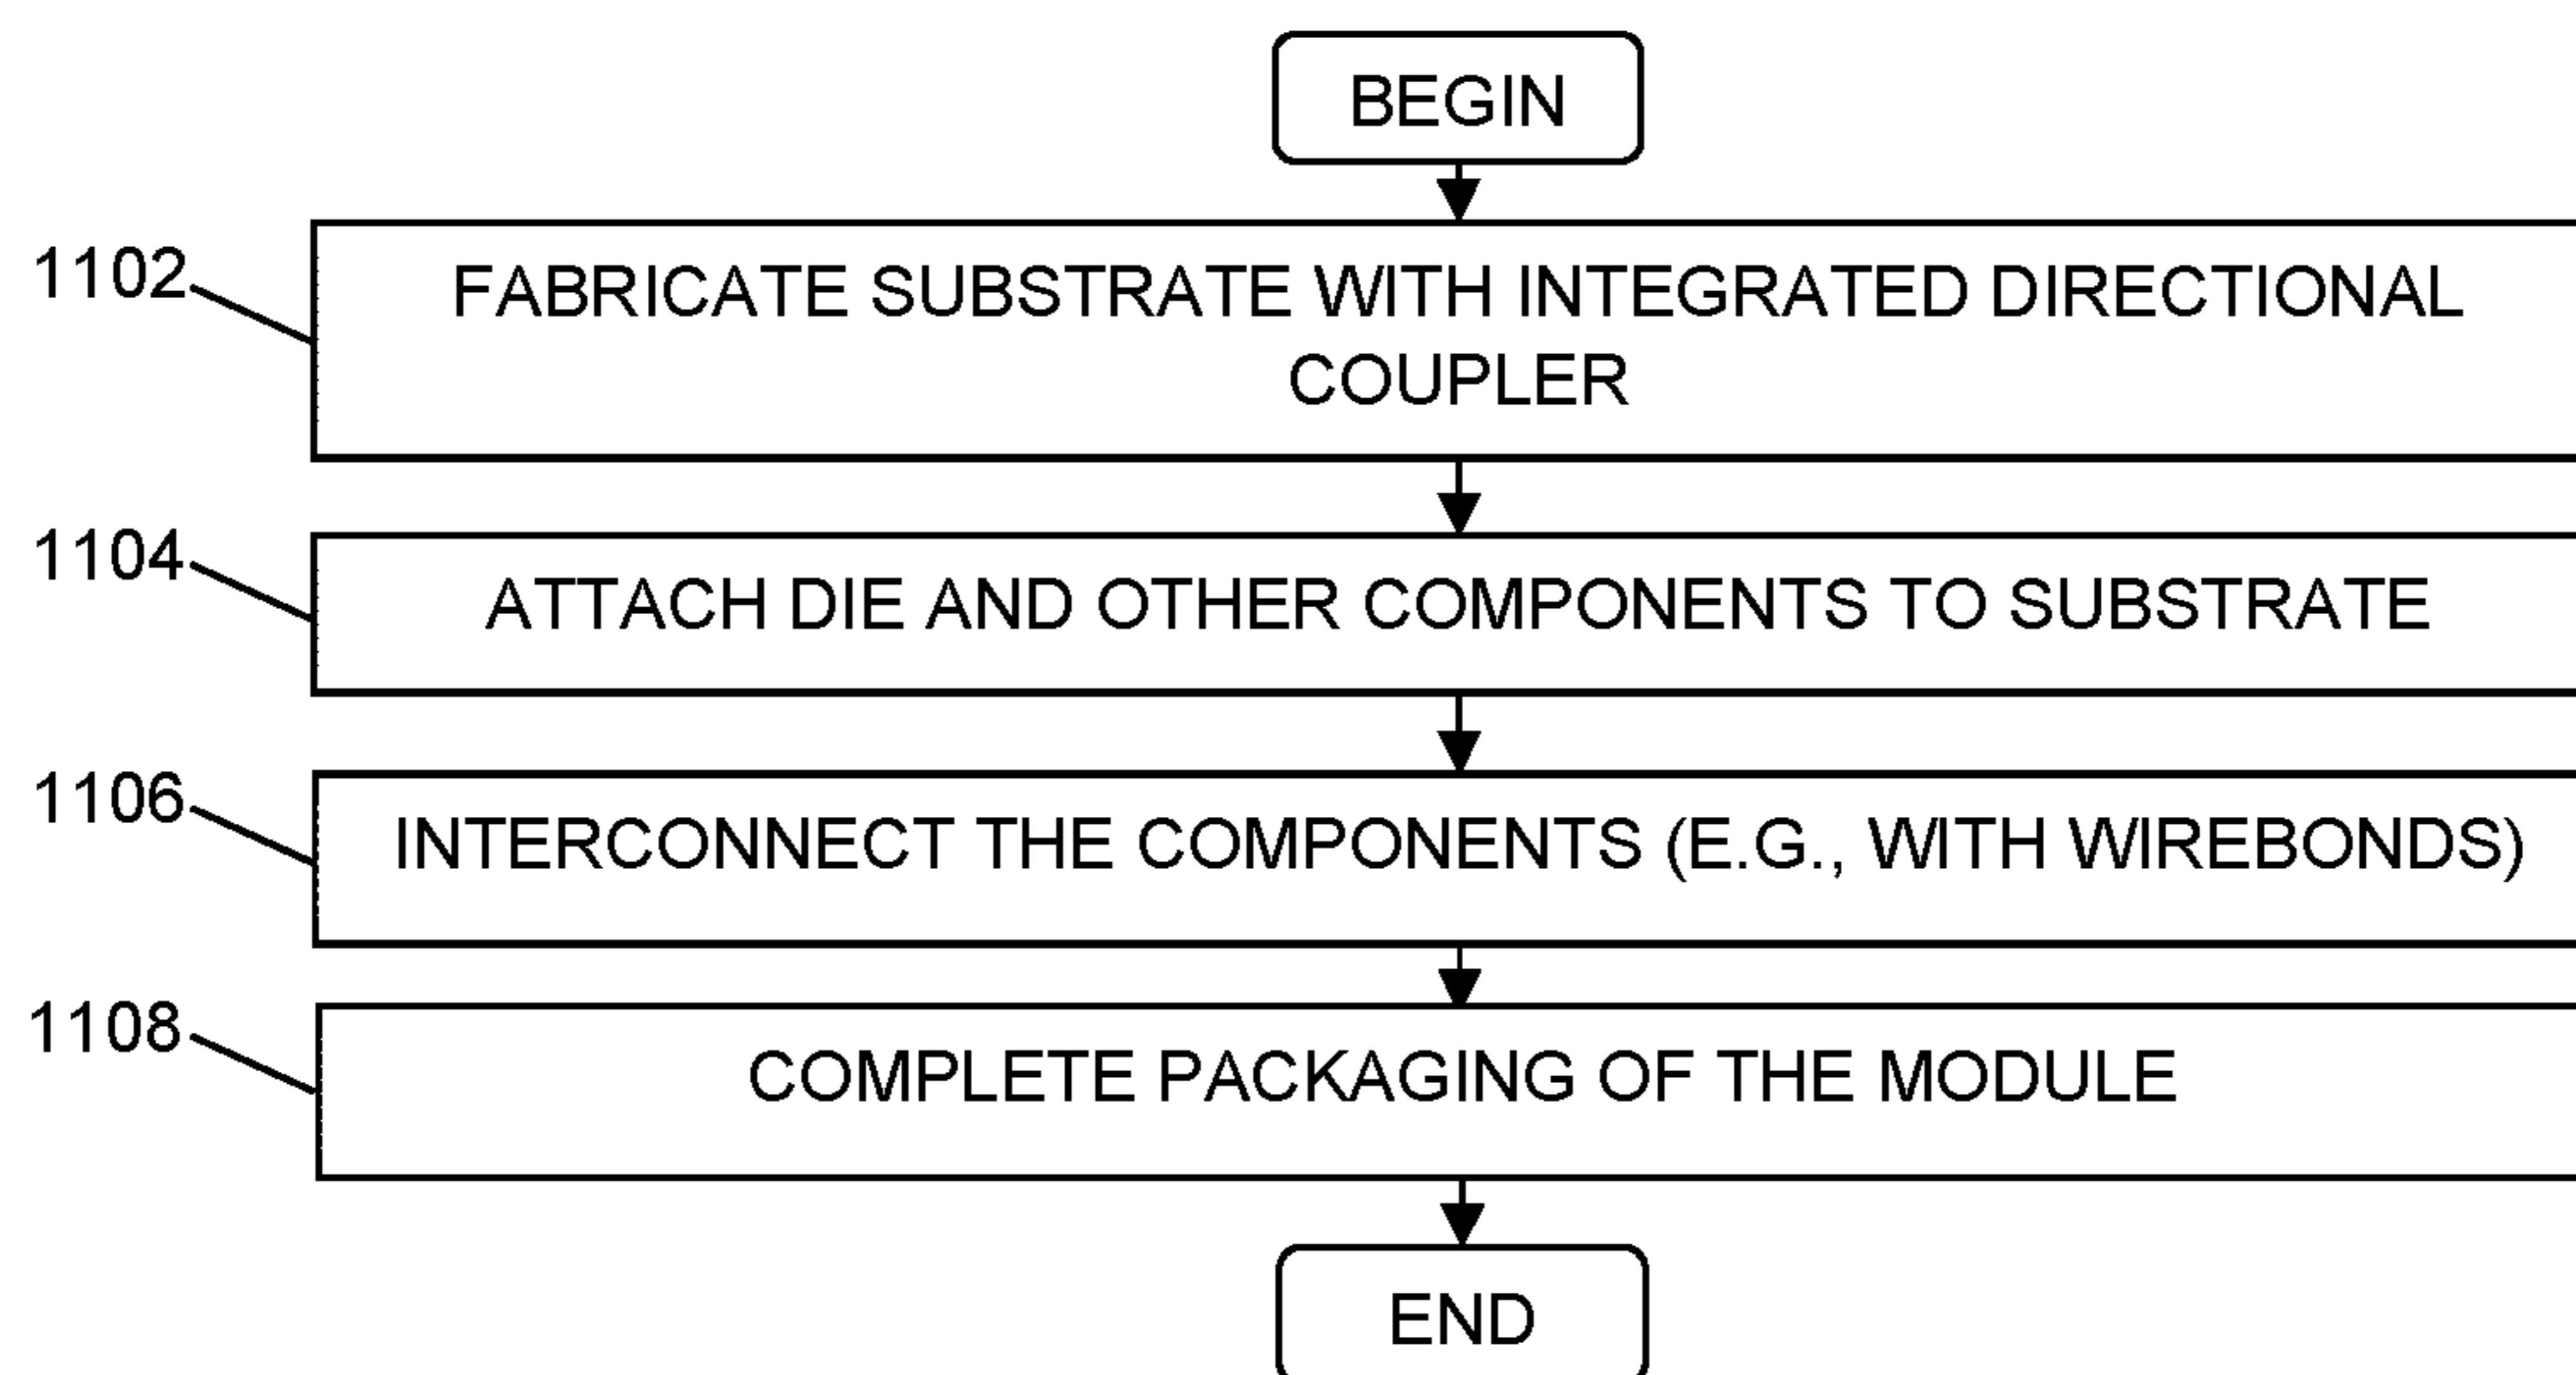 BEGIN
1102
FABRICATE SUBSTRATE WITH INTEGRATED DIRECTIONAL
COUPLER
1104
ATTACH DIE AND OTHER COMPONENTS TO SUBSTRATE
1106
INTERCONNECT THE COMPONENTS (E.G., WITH WIREBONDS)
1108
COMPLETE PACKAGING OF THE MODULE
END